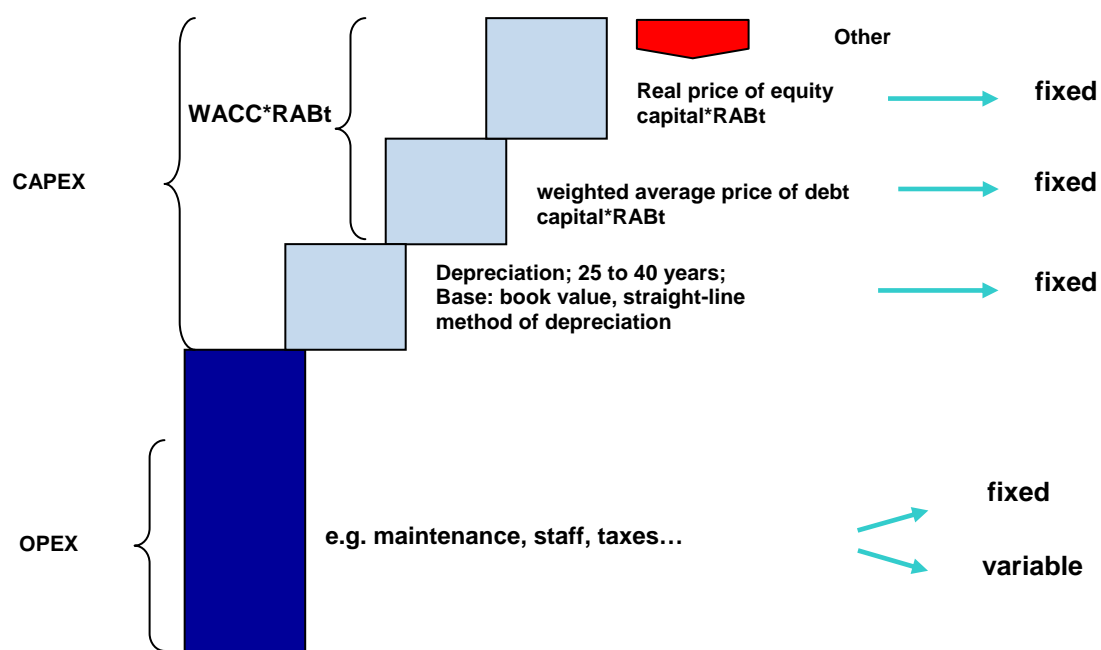 Other
Real price of equity
capital*RABt
fixed
WACC*RABt
CAPEX
weighted average price of debt
capital*RABt
fixed
Depreciation; 25 to 40 years;
Base: book value, straight-line
method of depreciation
fixed
OPEX
e.g. maintenance, staff, taxes…
fixed
variable